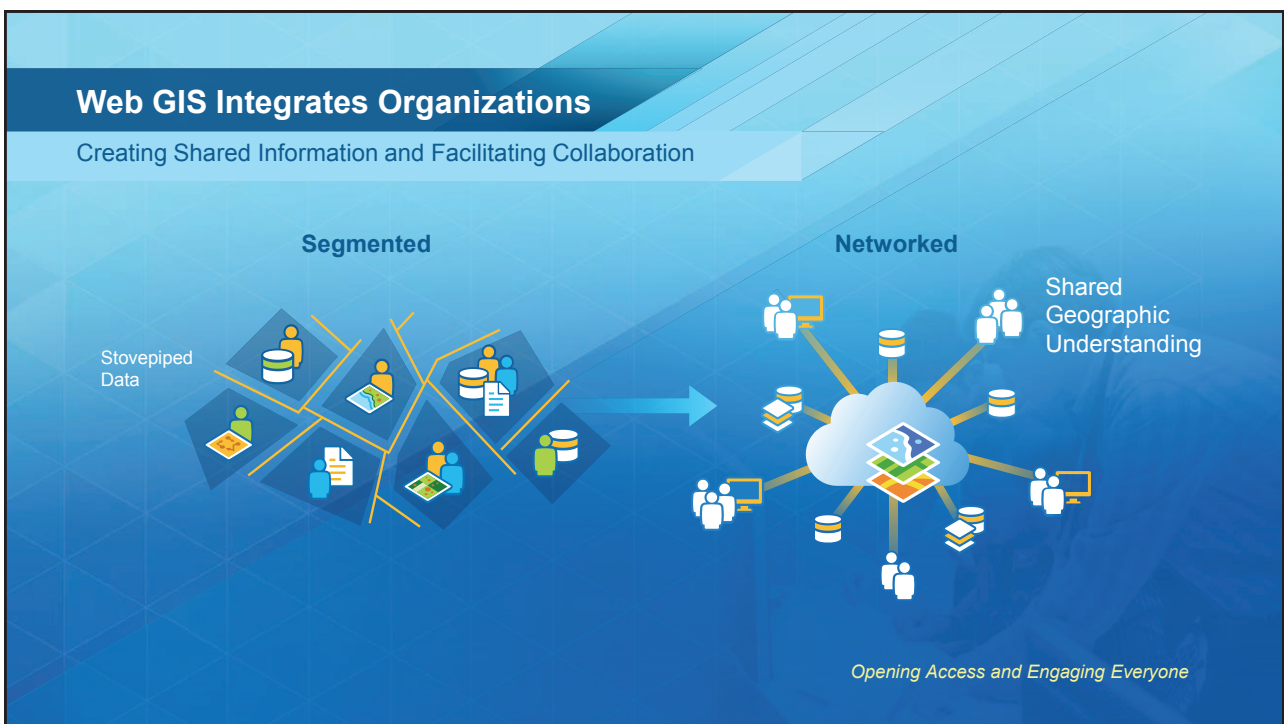 Web GIS Integrates Organizations
Creating Shared Information and Facilitating Collaboration
Segmented
Stovepiped
Data
Networked
Shared
Geographic
Understanding
Opening Access and Engaging Everyone